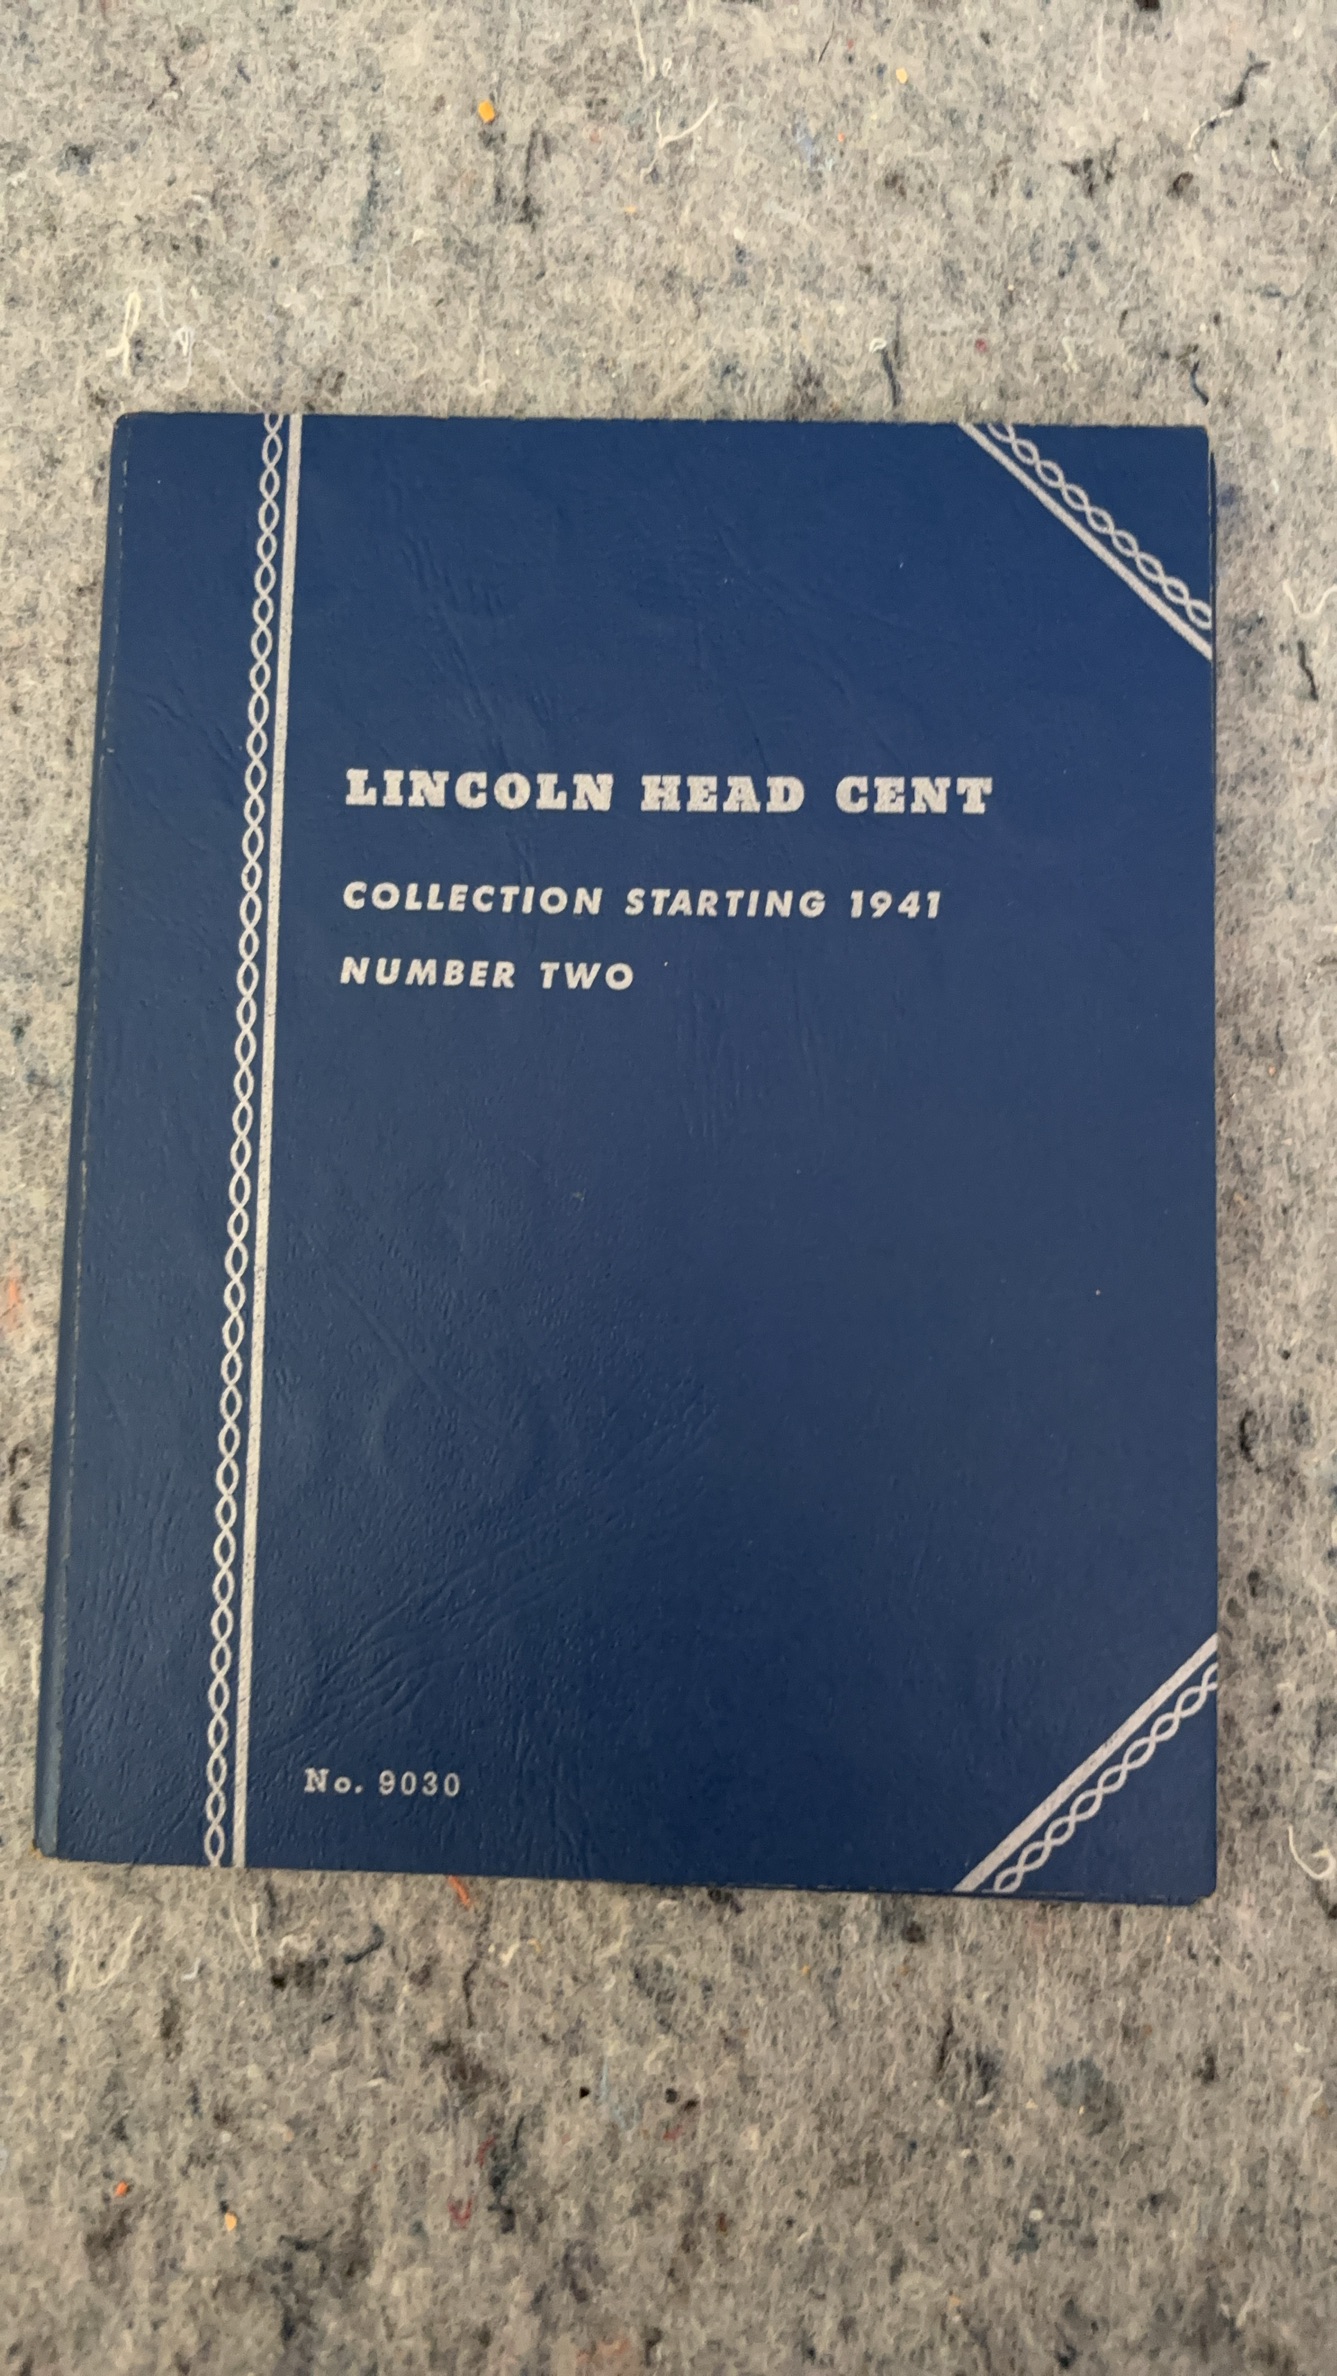 LINCOLN HEAD CENT
COLLECTION STARTING 1941
NUMBER TWO
No. 9030